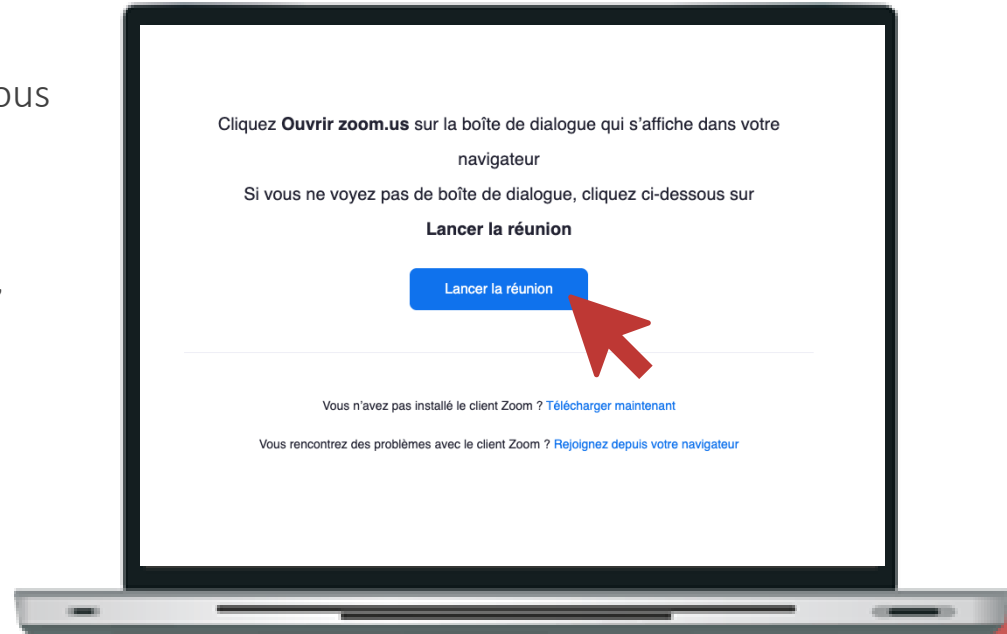 Cliquez Ouvrir zoom.us sur la boîte de dialogue qui s’affiche dans votre
navigateur
Si vous ne voyez pas de boîte de dialogue, cliquez ci-dessous sur
Lancer la réunion
Lancer la réunion
Vous n’avez pas installé le client Zoom ? Télécharger maintenant
Vous rencontrez des problèmes avec le client Zoom ? Rejoignez depuis votre navigateur